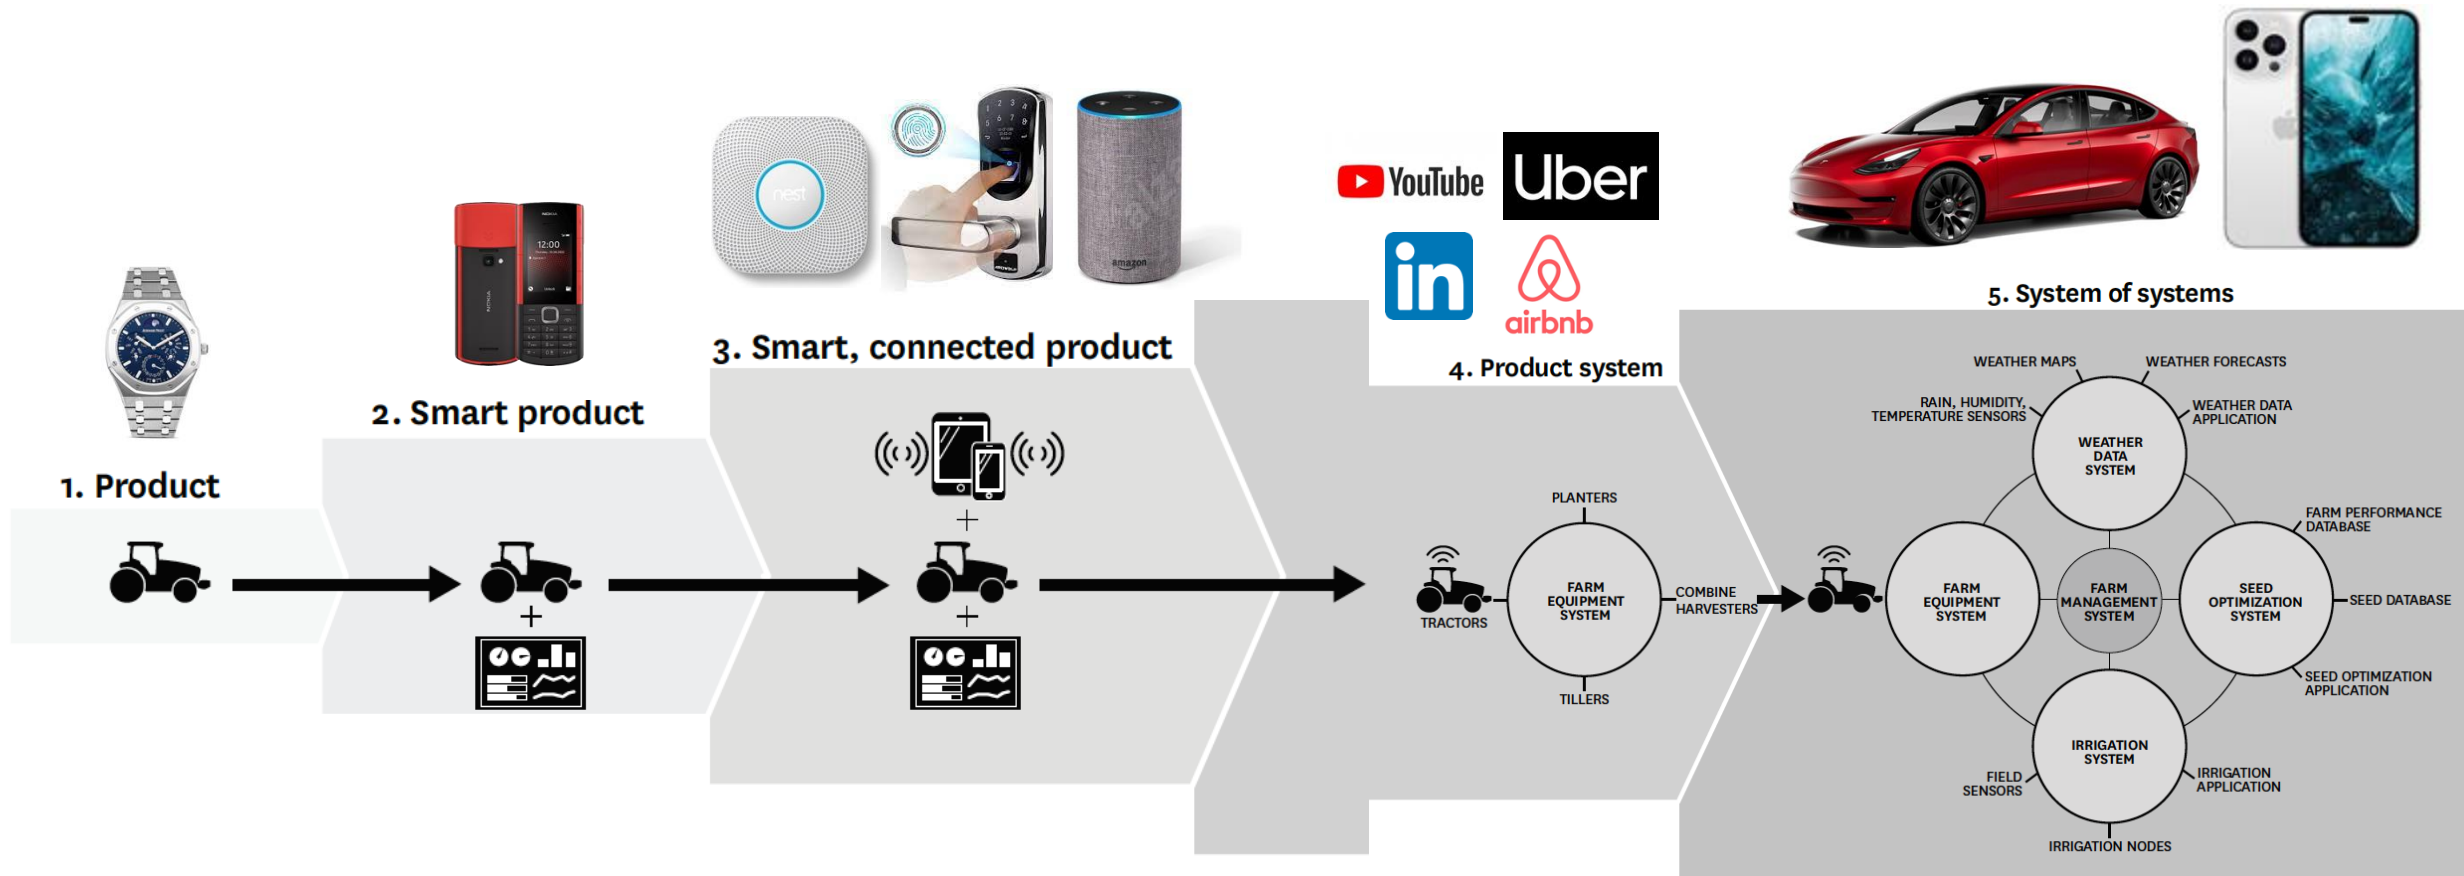 1. Product
2. Smart product
NOKIA
12:00
3. Smart, connected product
nest
amazon
YouTube
Uber
in
airbnb
4. Product system
PLANTERS
TRACTORS
FARM
EQUIPMENT
SYSTEM
COMBINE
HARVESTERS
TILLERS
5. System of systems
WEATHER MAPS
WEATHER FORECASTS
RAIN, HUMIDITY,
TEMPERATURE SENSORS
WEATHER DATA
APPLICATION
WEATHER
DATA
SYSTEM
FARM PERFORMANCE
DATABASE
FARM
EQUIPMENT
SYSTEM
FARM
MANAGEMENT
SYSTEM
SEED
OPTIMIZATION
SYSTEM
SEED DATABASE
SEED OPTIMIZATION
APPLICATION
IRRIGATION
SYSTEM
FIELD
SENSORS
IRRIGATION
APPLICATION
IRRIGATION NODES